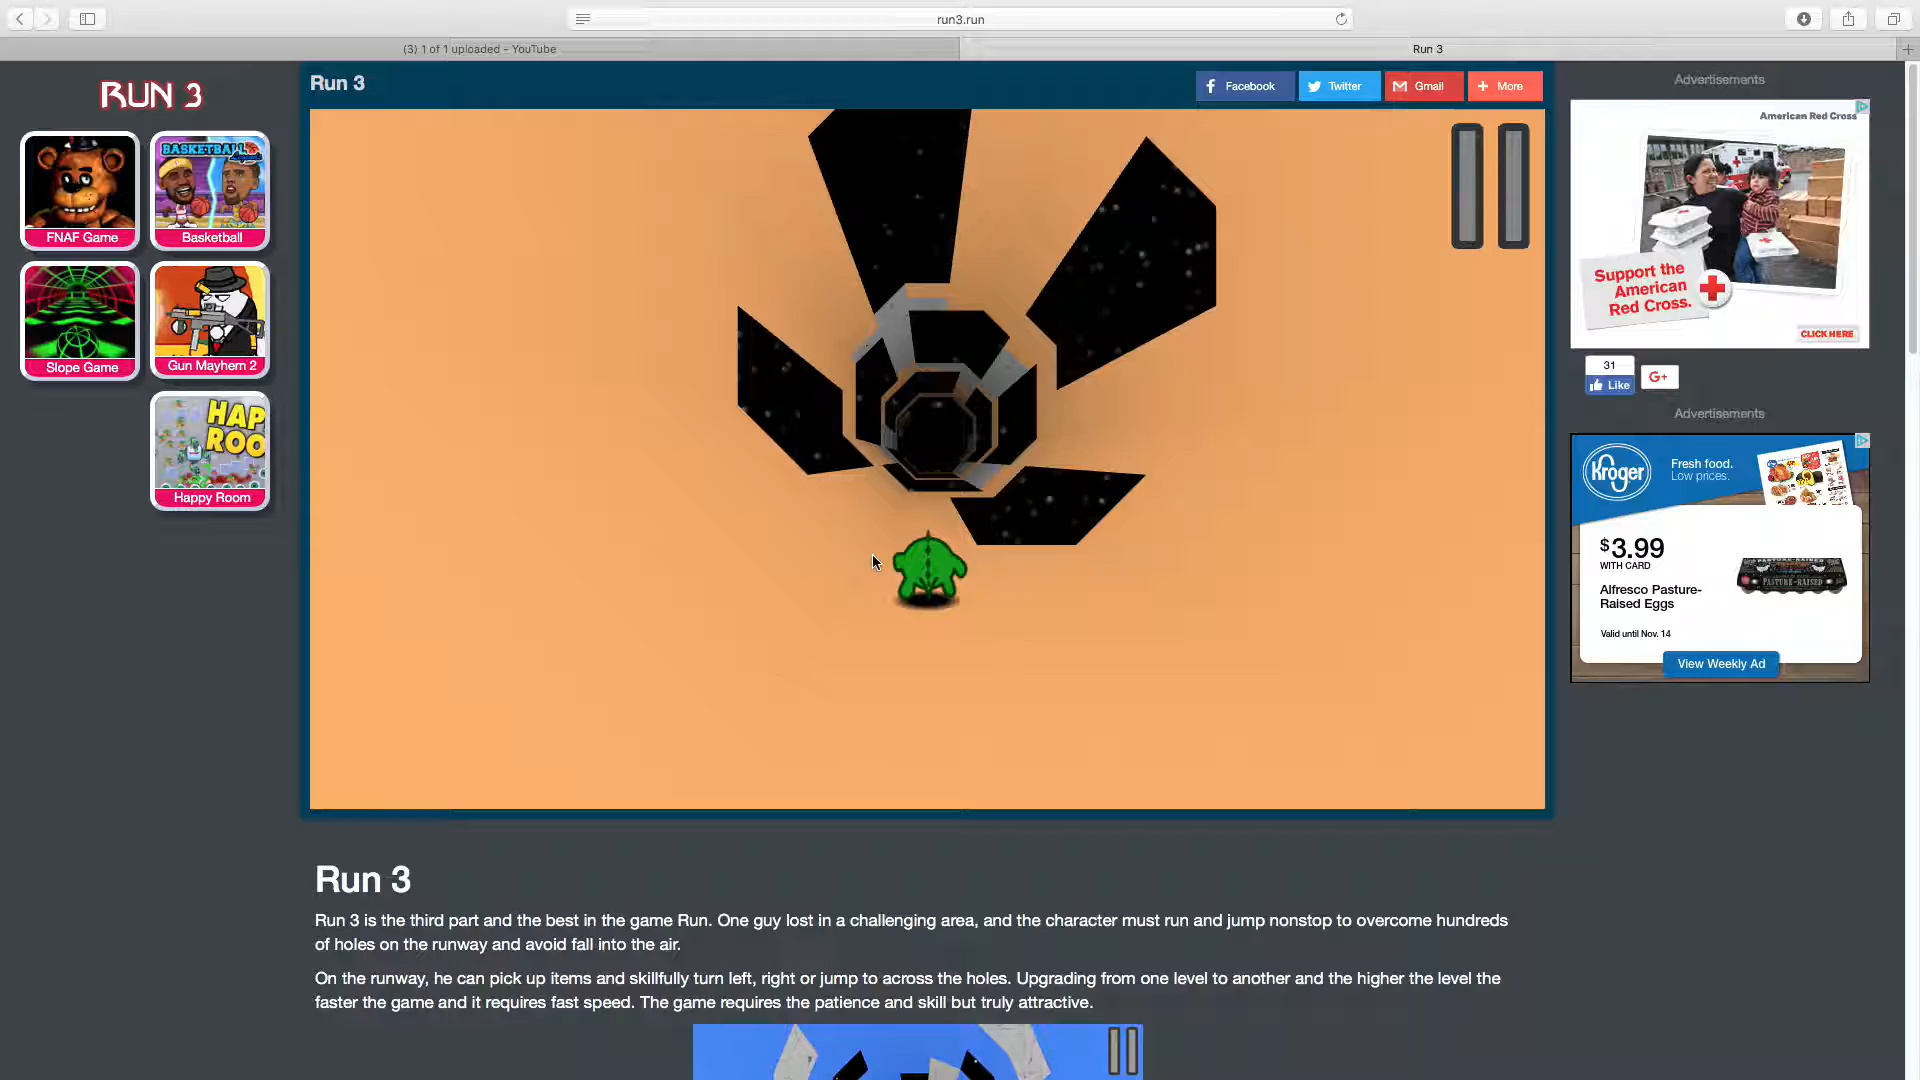 run3.run
(3) 1 of 1 uploaded - YouTube
Run 3
RUN 3
FNAF Game
BASKETBALL
Basketball
Slope Game
Gun Mayhem 2
HAP
ROO
Happy Room
Run 3
Facebook
Twitter
Gmail
More
Advertisements
American Red Cross
Support the
American
Red Cross.
CLICK HERE
31
Like
G+
Advertisements
Kroger
Fresh food.
Low prices.
$3.99
WITH CARD
Alfresco Pasture-
Raised Eggs
PASTURE-RAISED
Valid until Nov. 14
View Weekly Ad
Run 3
Run 3 is the third part and the best in the game Run. One guy lost in a challenging area, and the character must run and jump nonstop to overcome hundreds
of holes on the runway and avoid fall into the air.
On the runway, he can pick up items and skillfully turn left, right or jump to across the holes. Upgrading from one level to another and the higher the level the
faster the game and it requires fast speed. The game requires the patience and skill but truly attractive.